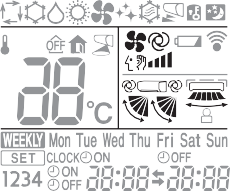 OFF
88°C
WEEKLY Mon Tue Wed Thu Fri Sat Sun
SET CLOCK ON OFF
1234 ON OFF 88:88 88:88